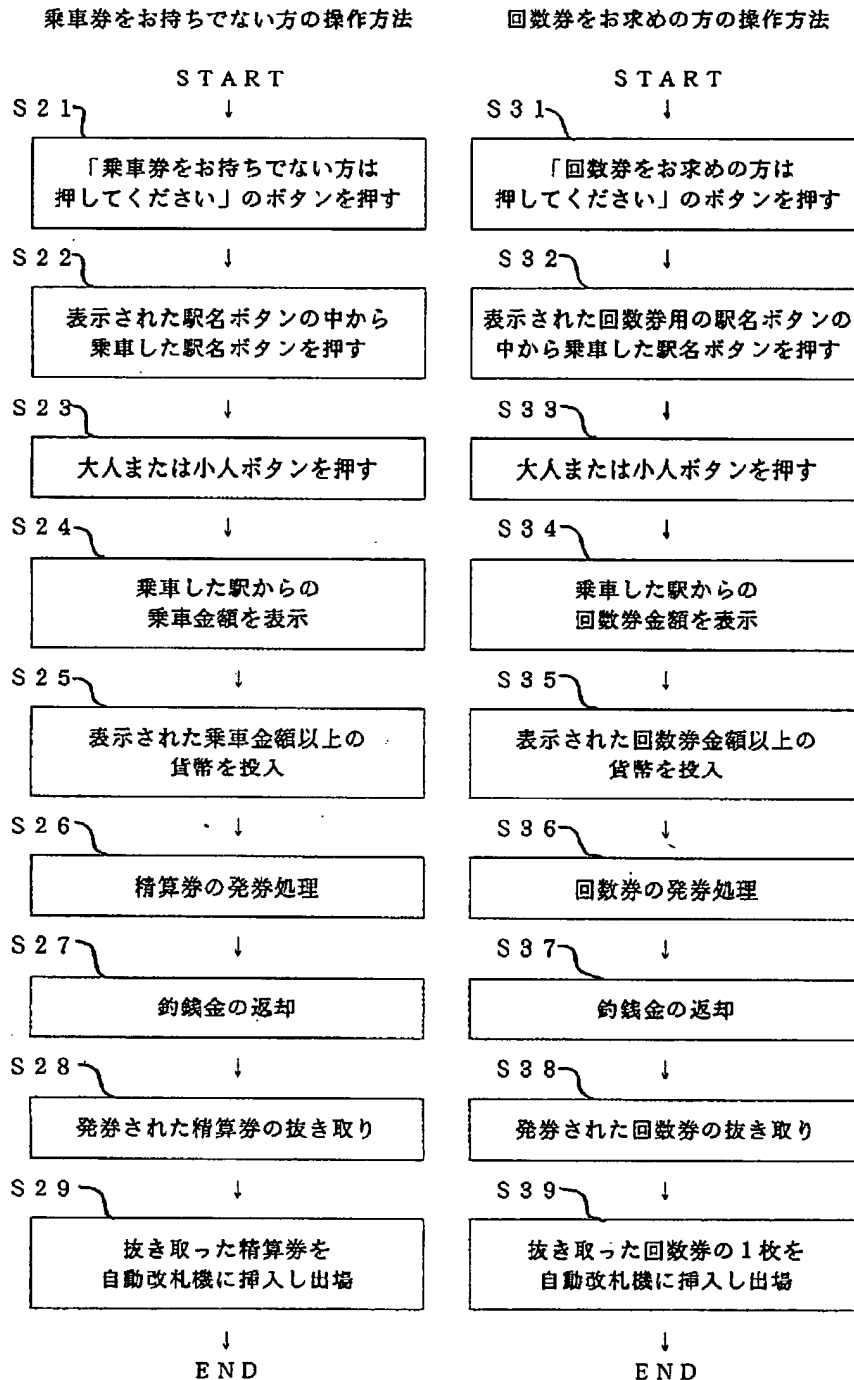 乗車券をお持ちでない方の操作方法
START
↓
S21
「乗車券をお持ちでない方は
押してください」のボタンを押す
S22
↓
表示された駅名ボタンの中から
乗車した駅名ボタンを押す
S23
↓
大人または小人ボタンを押す
S24
↓
乗車した駅からの
乗車金額を表示
S25
↓
表示された乗車金額以上の
貨幣を投入
S26
↓
精算券の発券処理
S27
↓
釣銭金の返却
S28
↓
発券された精算券の抜き取り
S29
↓
抜き取った精算券を
自動改札機に挿入し出場
↓
END
回数券をお求めの方の操作方法
START
↓
S31
「回数券をお求めの方は
押してください」のボタンを押す
S32
↓
表示された回数券用の駅名ボタンの
中から乗車した駅名ボタンを押す
S33
↓
大人または小人ボタンを押す
S34
↓
乗車した駅からの
回数券金額を表示
S35
↓
表示された回数券金額以上の
貨幣を投入
S36
↓
回数券の発券処理
S37
↓
釣銭金の返却
S38
↓
発券された回数券の抜き取り
S39
↓
抜き取った回数券の1枚を
自動改札機に挿入し出場
↓
END